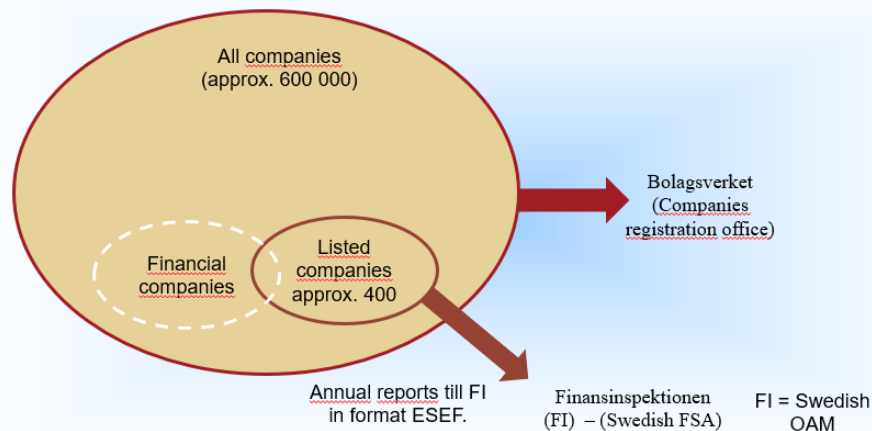 All companies
(approx. 600 000)
Bolagsverket
(Companies
registration office)
Financial
companies
Listed
companies
approx. 400
Annual reports till FI
in format ESEF.
Finansinspektionen
(FI) – (Swedish FSA)
FI = Swedish
OAM